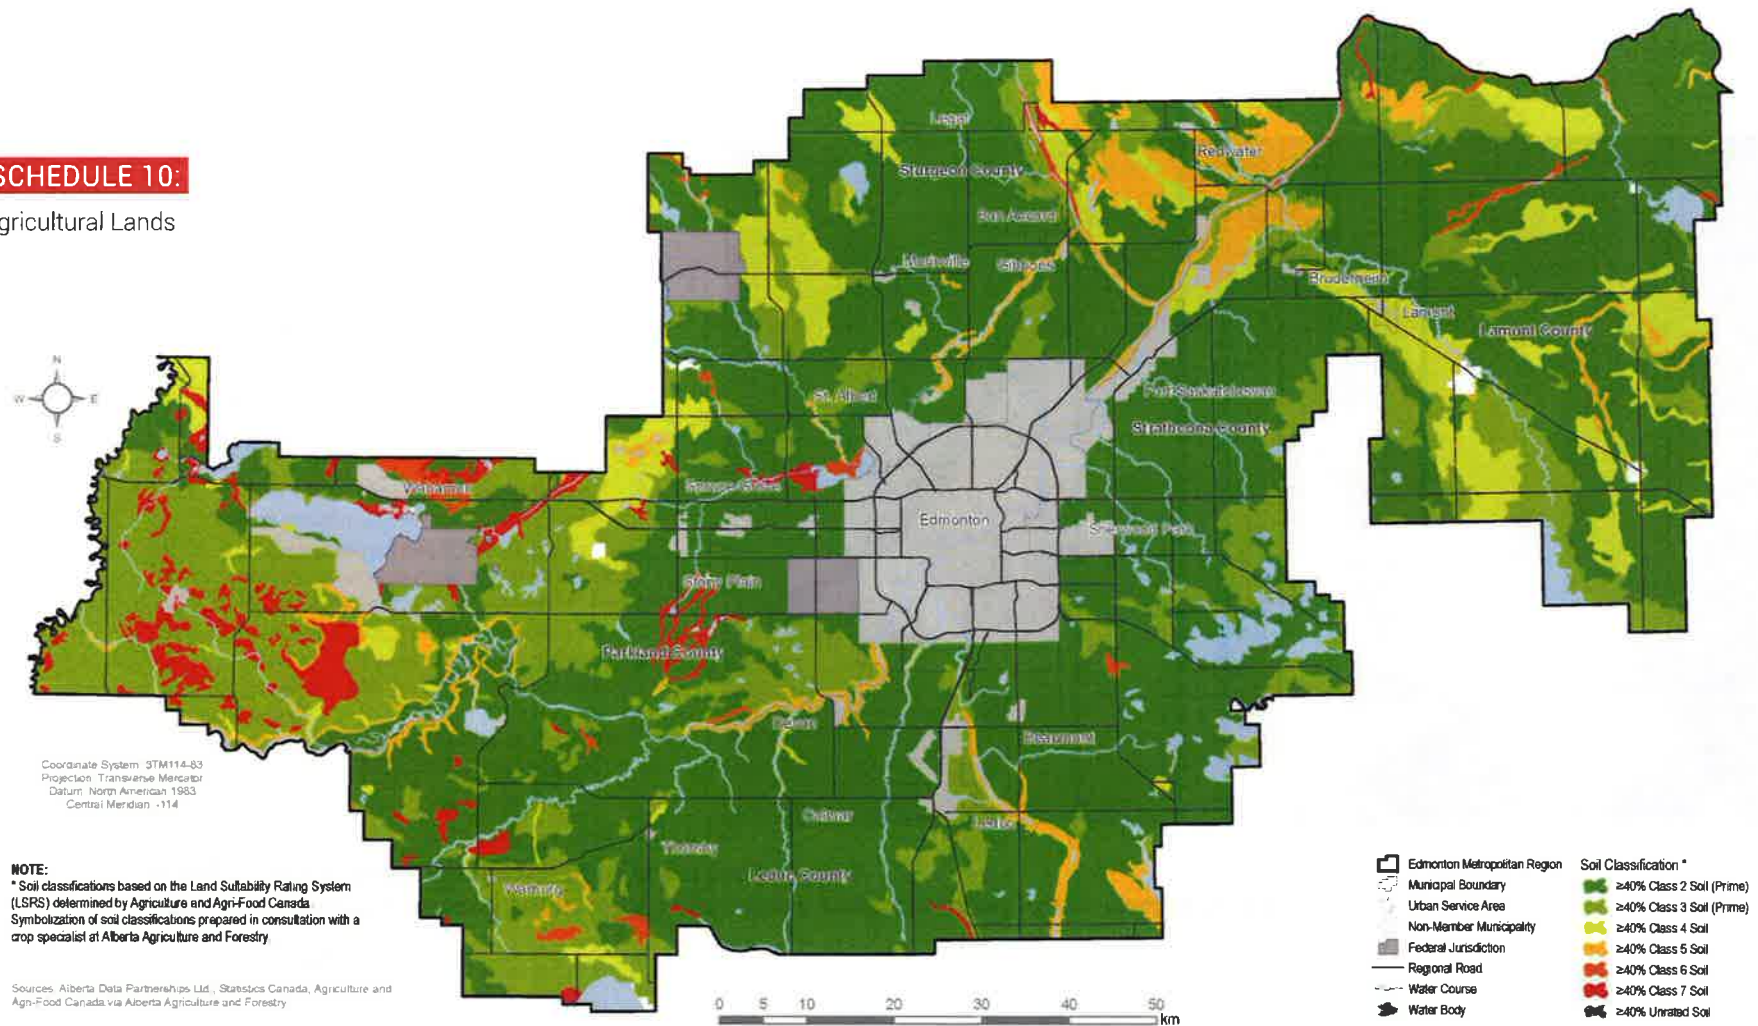 SCHEDULE 10:
gricultural Lands
N
W
E
S
Legal
Redwater
Sturgeon County
Bon Accord
Morinville
Gibbons
Bruderheim
Lamont
Lamont County
St. Albert
Fort Saskatchewan
Strathcona County
Wabamun
Spruce Grove
Edmonton
Sherwood Park
Stony Plain
Parkland County
Devon
Beaumont
Calmar
Leduc
Thorsby
Leduc County
Warburg
Coordinate System 3TM114-83
Projection Transverse Mercator
Datum North American 1983
Central Meridian -114
NOTE:
* Soil classifications based on the Land Suitability Rating System
(LSRS) determined by Agriculture and Agri-Food Canada
Symbolization of soil classifications prepared in consultation with a
crop specialist at Alberta Agriculture and Forestry
Sources Alberta Data Partnerships Ltd., Statistics Canada, Agriculture and
Agri-Food Canada via Alberta Agriculture and Forestry
0 5 10 20 30 40 50
km
Edmonton Metropolitan Region
Municipal Boundary
Urban Service Area
Non-Member Municipality
Federal Jurisdiction
Regional Road
Water Course
Water Body
Soil Classification *
≥40% Class 2 Soil (Prime)
≥40% Class 3 Soil (Prime)
≥40% Class 4 Soil
≥40% Class 5 Soil
≥40% Class 6 Soil
≥40% Class 7 Soil
≥40% Unrated Soil